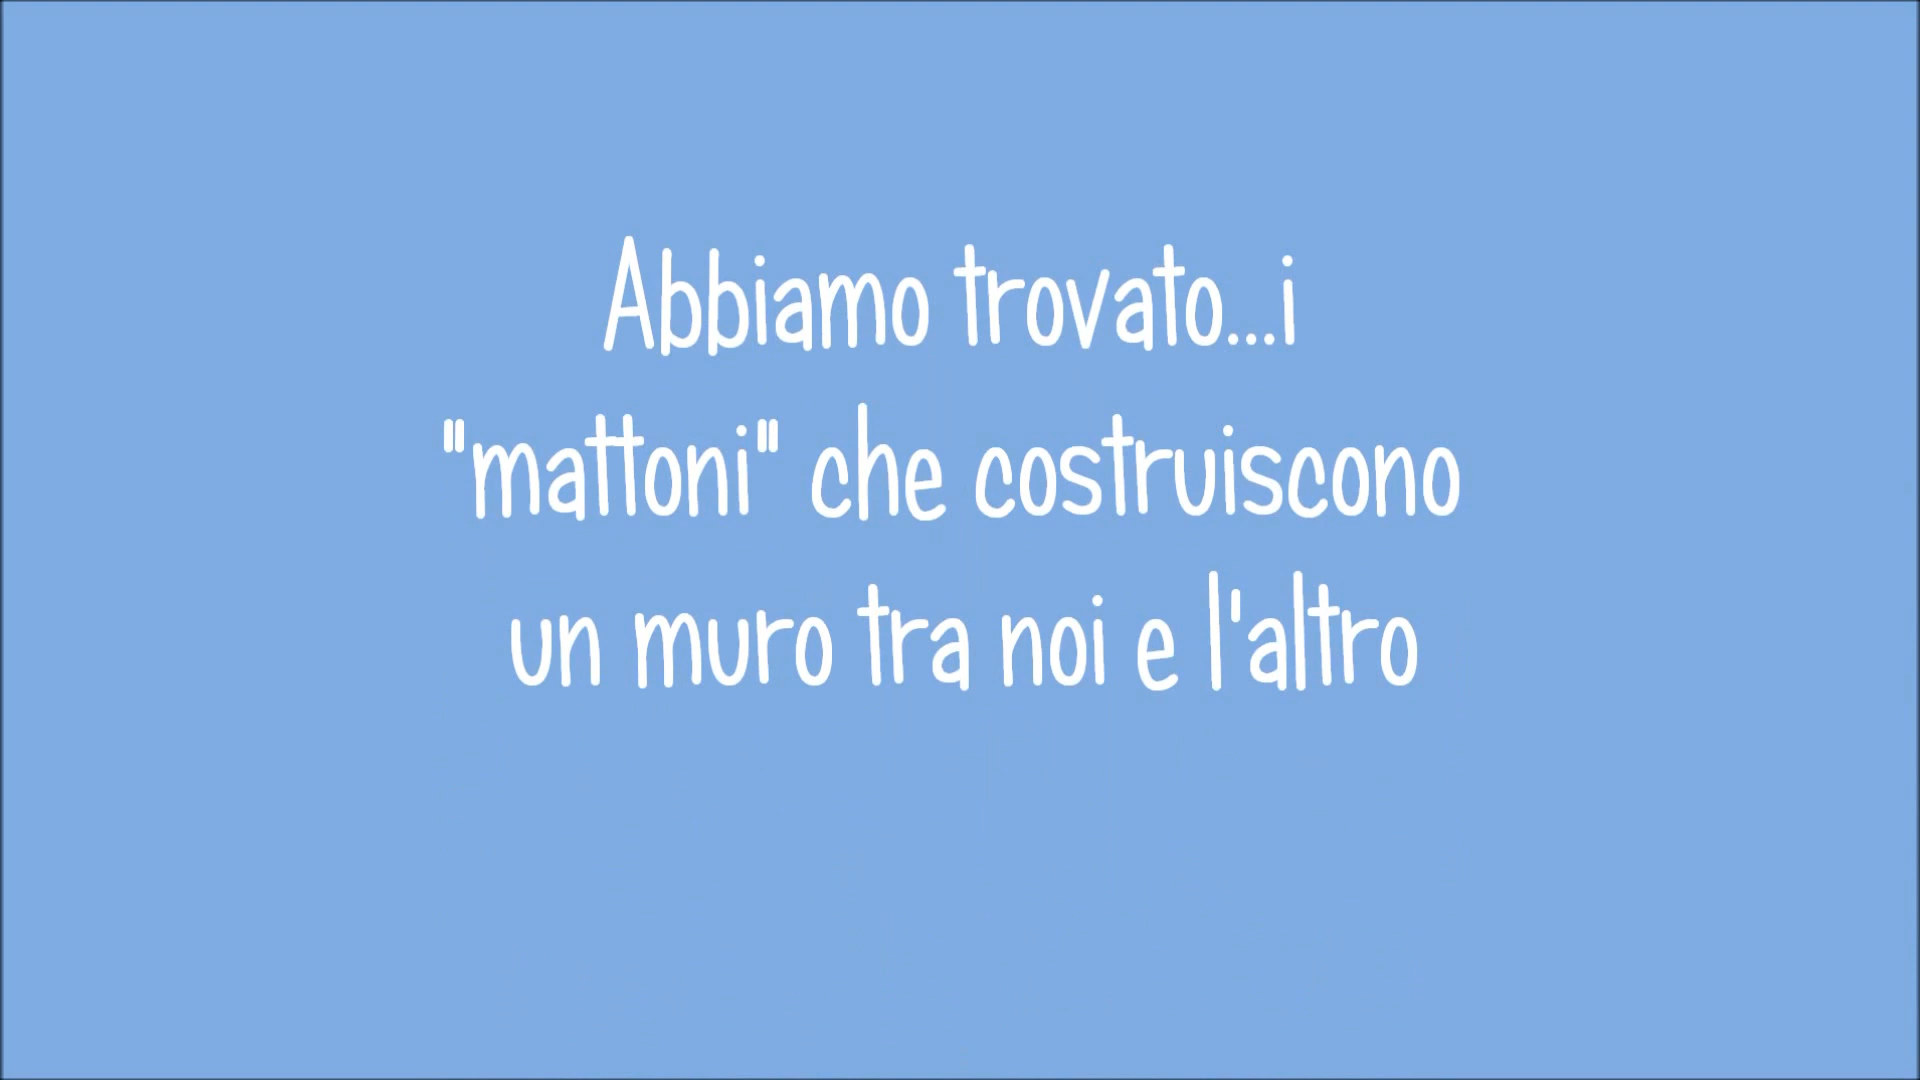 Abbiamo trovato...i
"mattoni" che costruiscono
un muro tra noi e l'altro